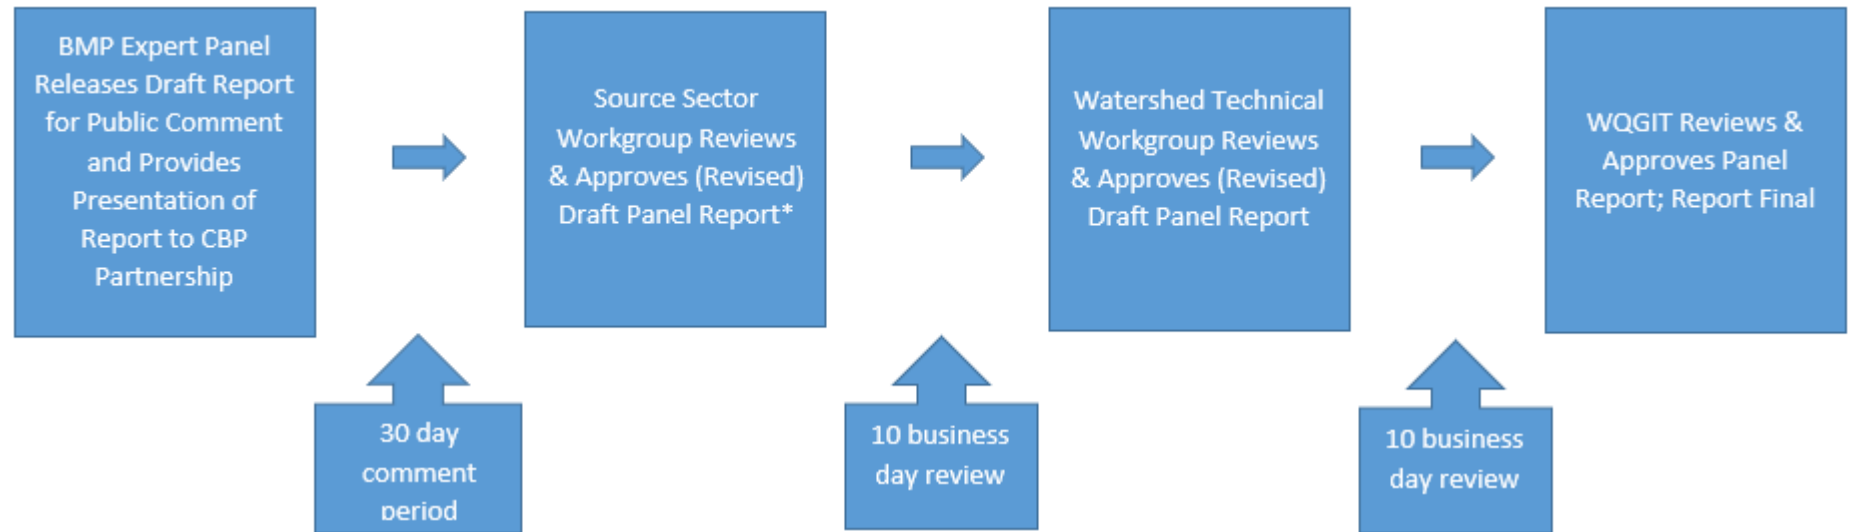 BMP Expert Panel
Releases Draft Report
for Public Comment
and Provides
Presentation of
Report to CBP
Partnership
Source Sector
Workgroup Reviews
& Approves (Revised)
Draft Panel Report*
Watershed Technical
Workgroup Reviews
& Approves (Revised)
Draft Panel Report
WQGIT Reviews &
Approves Panel
Report; Report Final
30 day
comment
period
10 business
day review
10 business
day review